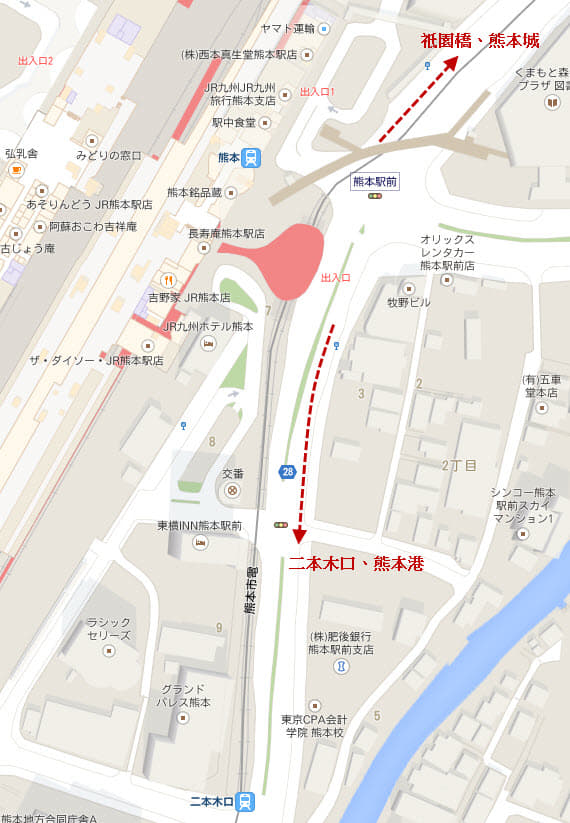 ヤマト運輸
祇園橋、熊本城
(株)西本真生堂熊本駅店
出入口2
JR九州JR九州
旅行熊本支店
出入口1
くまもと森
プラザ 図書
駅中食堂
弘乳舎
みどりの窓口
熊本
熊本駅前
熊本銘品蔵
あそりんどう JR熊本駅店
阿蘇おこわ吉祥庵
長寿庵熊本駅店
古じょう庵
オリックス
レンタカー
熊本駅前店
出入口
吉野家 JR熊本店
牧野ビル
7
JR九州ホテル熊本
ザ・ダイソー・JR熊本駅店
(有)五車
堂本店
3
2
8
2丁目
交番
28
シンコー熊本
駅前スカイ
マンション1
東横INN熊本駅前
二本木口、熊本港
熊本市電
ラシック
セリーズ
9
(株)肥後銀行
熊本駅前支店
グランド
パレス熊本
東京CPA会計
学院 熊本校
5
二本木口
熊本地方合同庁舎A